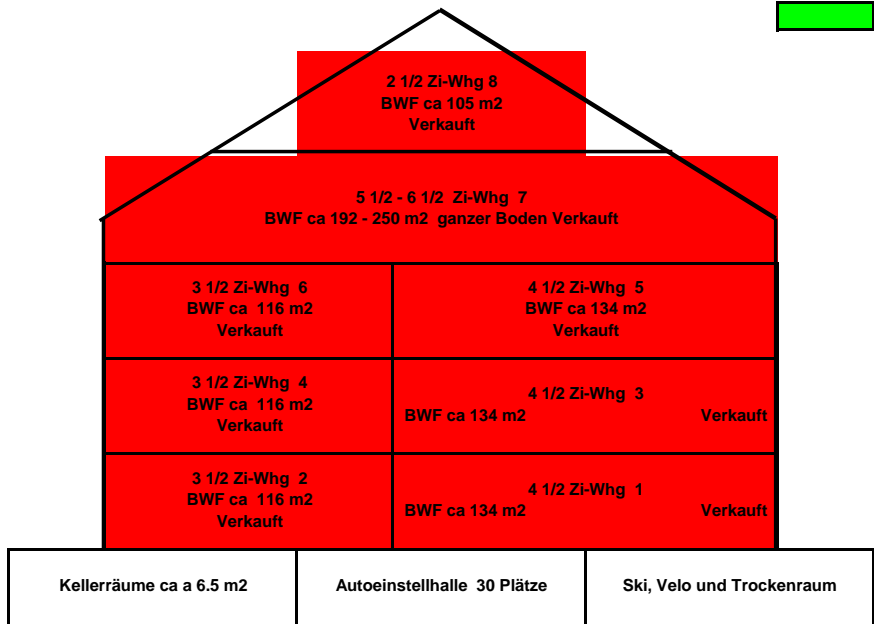 2 1/2 Zi-Whg 8
BWF ca 105 m2
Verkauft
5 1/2 - 6 1/2 Zi-Whg 7
BWF ca 192 - 250 m2 ganzer Boden Verkauft
3 1/2 Zi-Whg 6
BWF ca 116 m2
Verkauft
4 1/2 Zi-Whg 5
BWF ca 134 m2
Verkauft
3 1/2 Zi-Whg 4
BWF ca 116 m2
Verkauft
4 1/2 Zi-Whg 3
BWF ca 134 m2 Verkauft
3 1/2 Zi-Whg 2
BWF ca 116 m2
Verkauft
4 1/2 Zi-Whg 1
BWF ca 134 m2 Verkauft
Kellerräume ca a 6.5 m2
Autoeinstellhalle 30 Plätze
Ski, Velo und Trockenraum